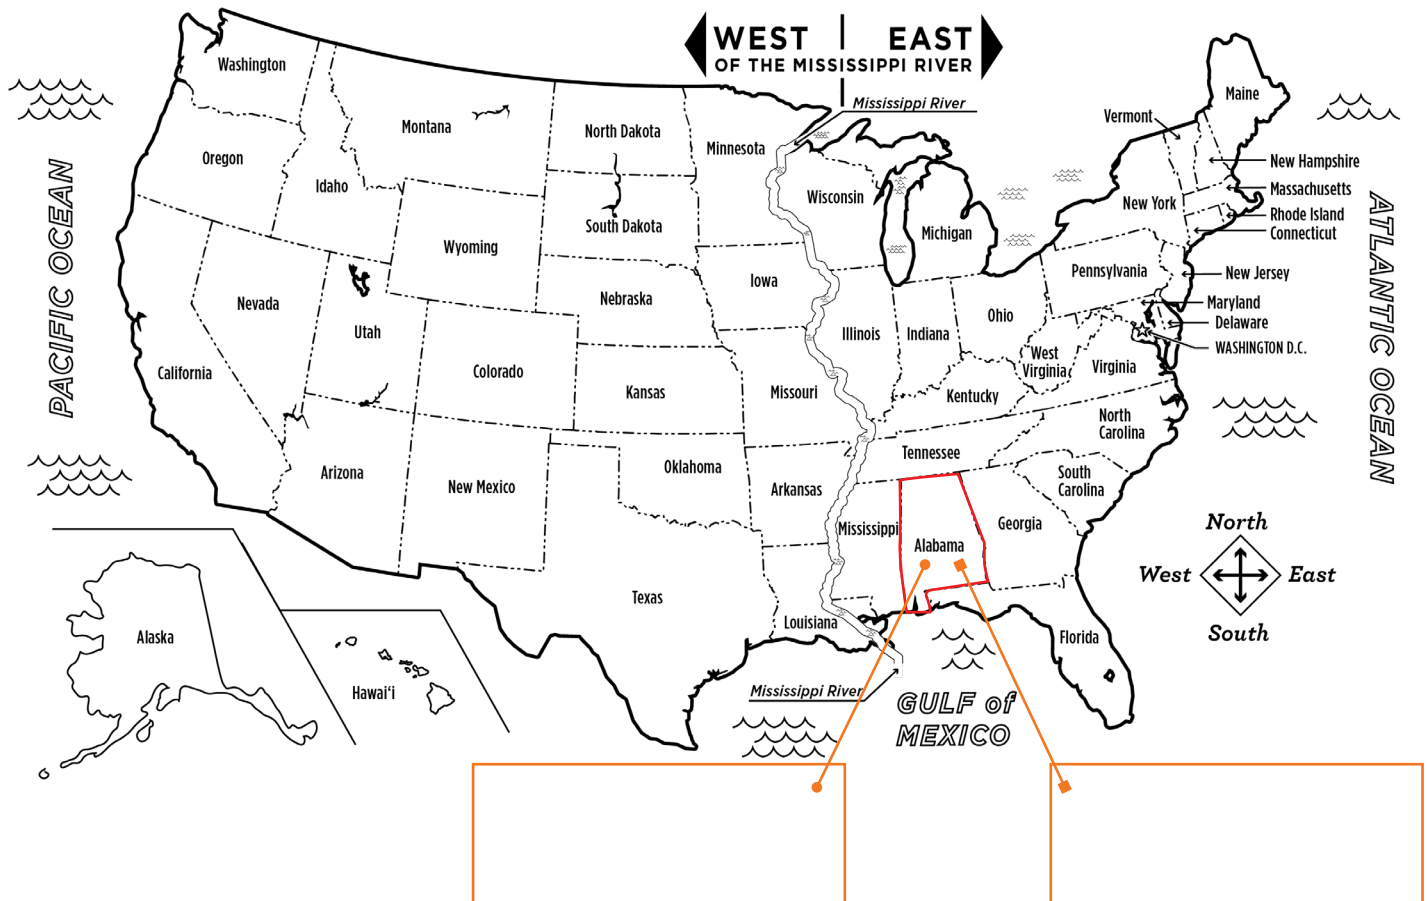 WEST EAST
OF THE MISSISSIPPI RIVER
Mississippi River
Washington
Oregon
Idaho
Montana
North Dakota
Minnesota
South Dakota
Wyoming
Wisconsin
Michigan
Maine
Vermont
New Hampshire
Massachusetts
Rhode Island
Connecticut
New York
Pennsylvania
New Jersey
Maryland
Delaware
WASHINGTON D.C.
PACIFIC OCEAN
ATLANTIC OCEAN
Nevada
Utah
California
Colorado
Nebraska
Iowa
Illinois
Indiana
Ohio
West
Virginia
Virginia
Kansas
Missouri
Kentucky
North
Carolina
Tennessee
South
Carolina
Arizona
New Mexico
Oklahoma
Arkansas
Mississippi
Alabama
Georgia
Texas
Louisiana
Florida
Alaska
Hawai‘i
Mississippi River
GULF of
MEXICO
North
West East
South